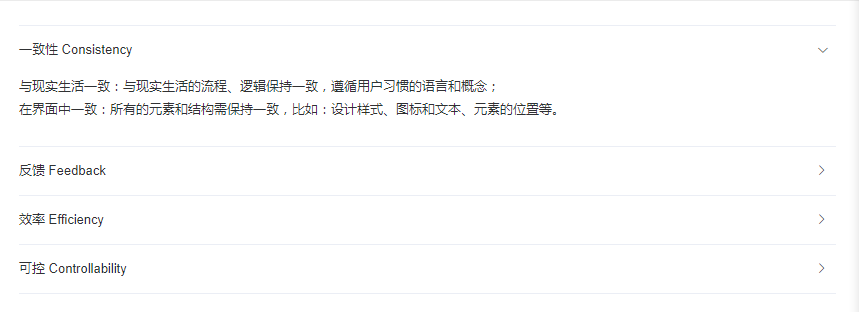 一致性 Consistency
与现实生活一致：与现实生活的流程、逻辑保持一致，遵循用户习惯的语言和概念；
在界面中一致：所有的元素和结构需保持一致，比如：设计样式、图标和文本、元素的位置等。
反馈 Feedback
效率 Efficiency
可控 Controllability